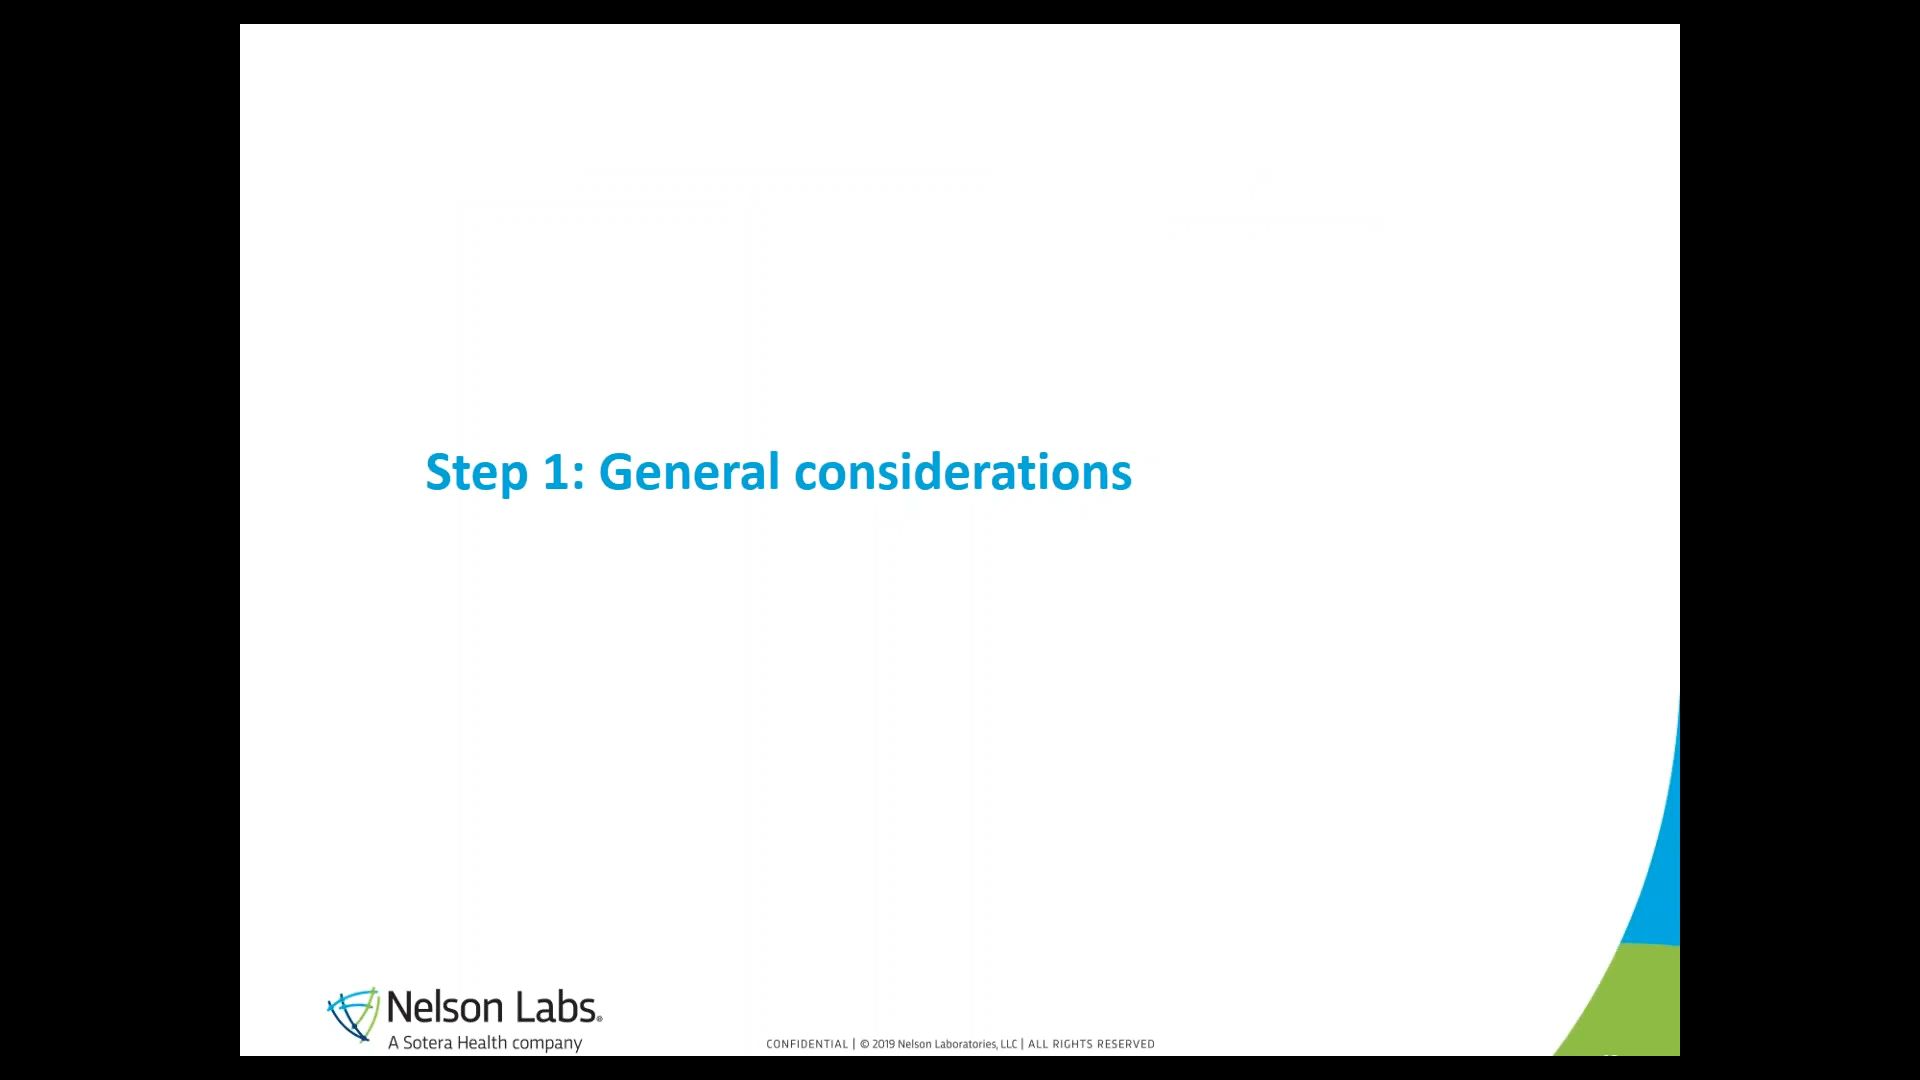 Step 1: General considerations
Nelson Labs®
A Sotera Health company
CONFIDENTIAL | © 2019 Nelson Laboratories, LLC | ALL RIGHTS RESERVED